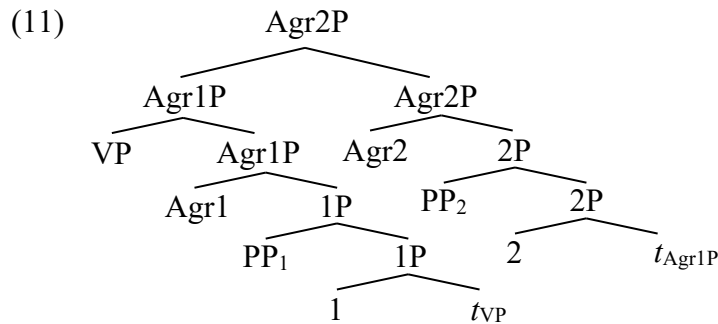 (11) Agr2P
Agr1P Agr2P
VP Agr1P Agr2 2P
Agr1 1P PP₂ 2P
PP₁ 1P 2 tAgr1P
1 tVP